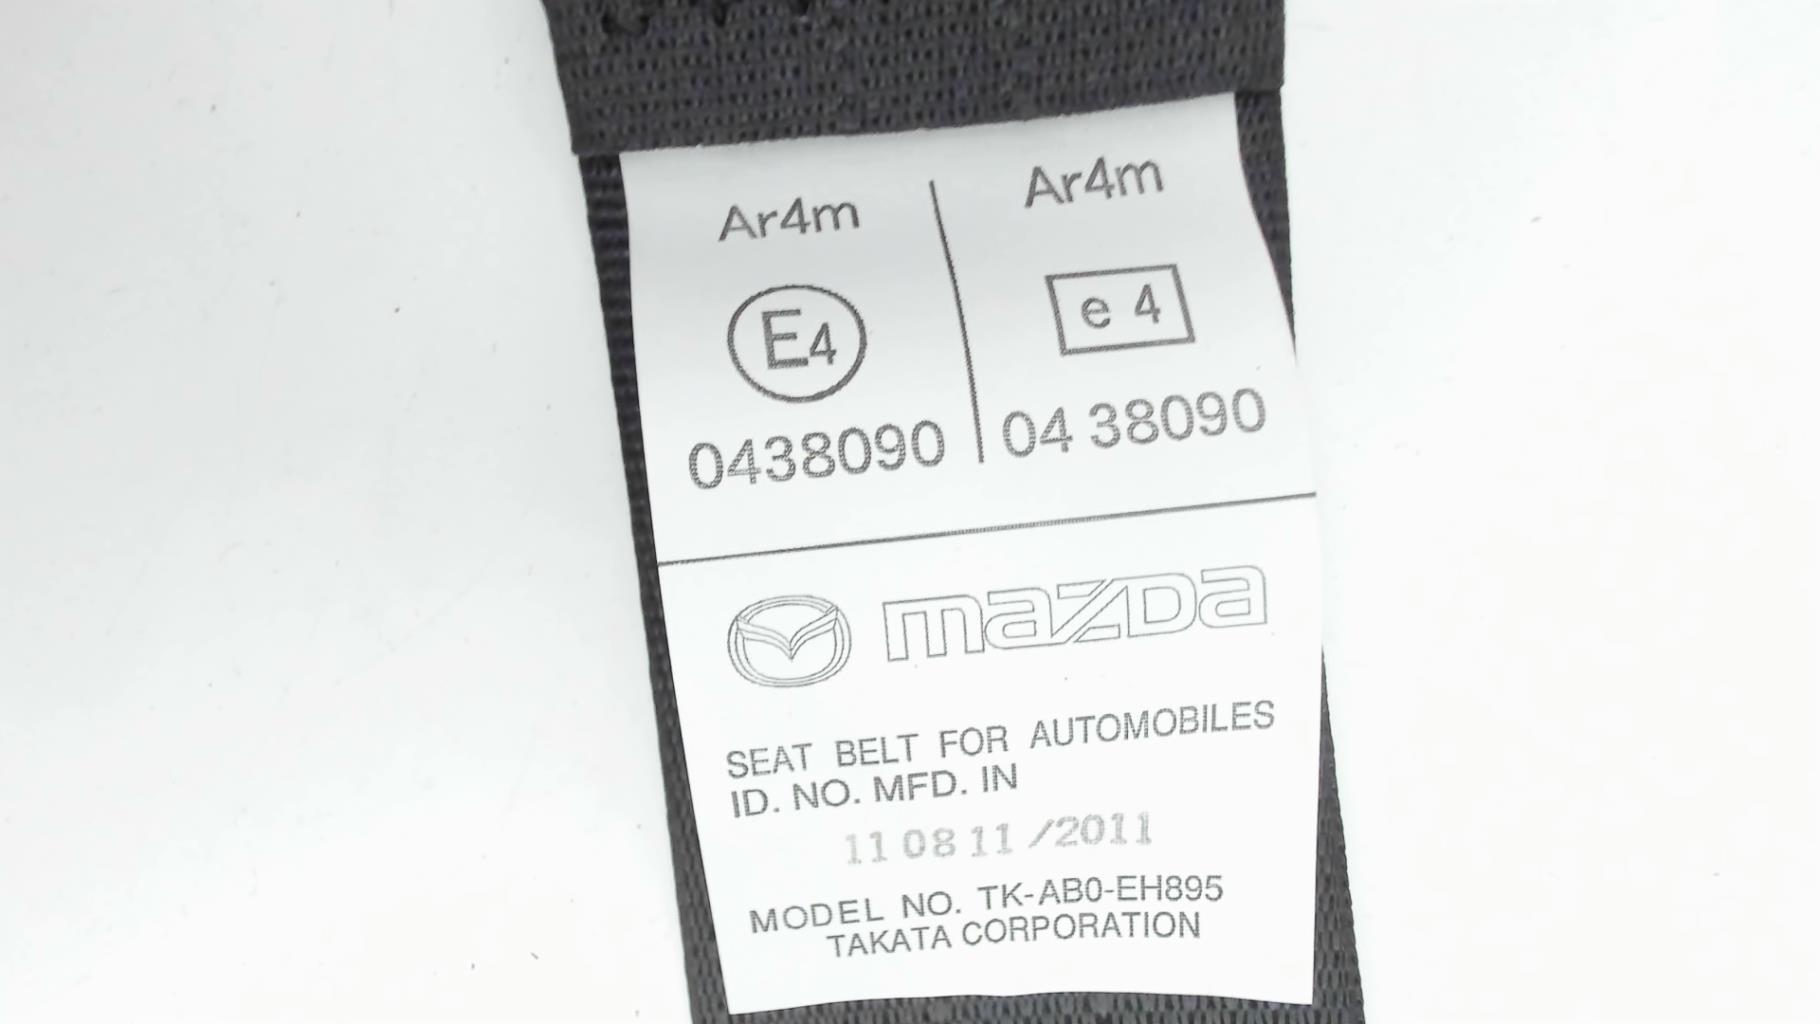 Ar4m
E4
0438090
Ar4m
e 4
04 38090
mazda
SEAT BELT FOR AUTOMOBILES
ID. NO. MFD. IN
11 08 11 /2011
MODEL NO. TK-AB0-EH895
TAKATA CORPORATION